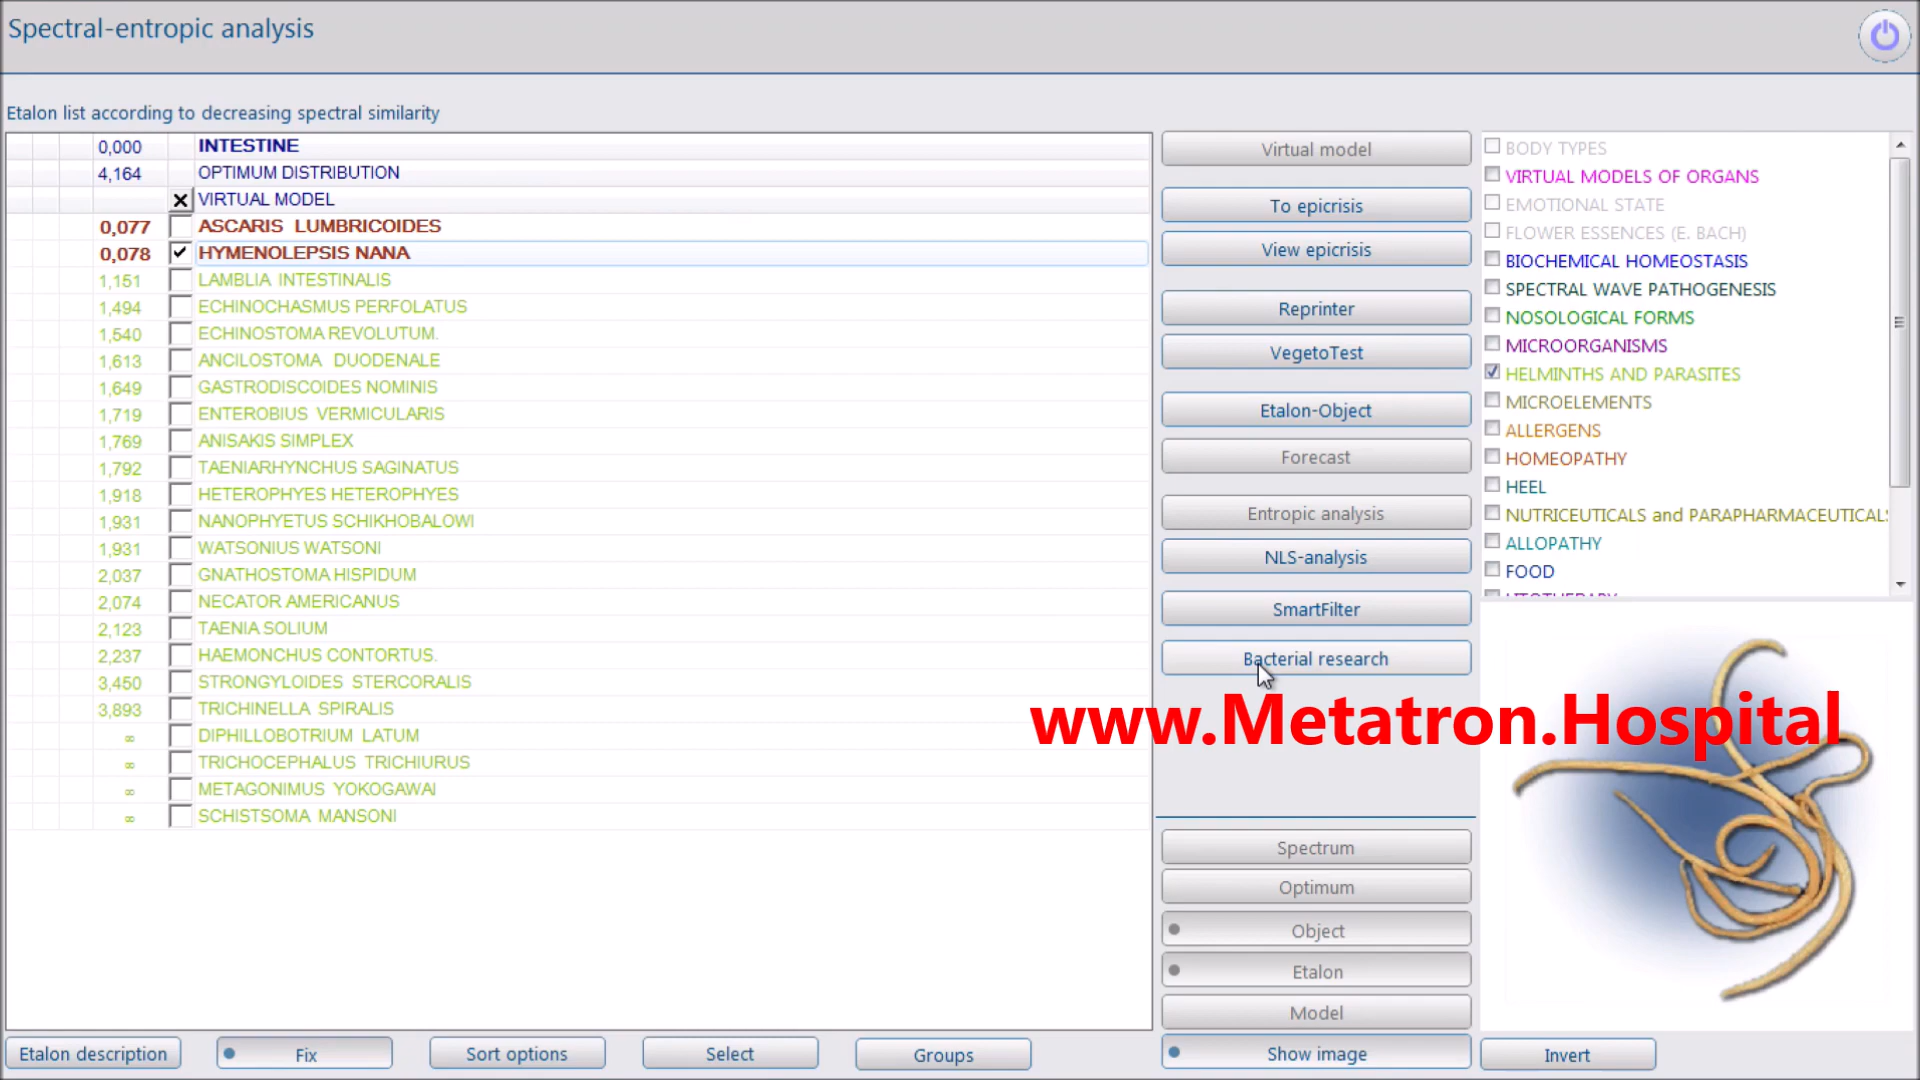 Spectral-entropic analysis
Etalon list according to decreasing spectral similarity
0,000 INTESTINE
4,164 OPTIMUM DISTRIBUTION
VIRTUAL MODEL
0,077 ASCARIS LUMBRICOIDES
0,078 HYMENOLEPSIS NANA
1,151 LAMBLIA INTESTINALIS
1,494 ECHINOCHASMUS PERFOLATUS
1,540 ECHINOSTOMA REVOLUTUM.
1,613 ANCILOSTOMA DUODENALE
1,649 GASTRODISCOIDES NOMINIS
1,719 ENTEROBIUS VERMICULARIS
1,769 ANISAKIS SIMPLEX
1,792 TAENIARHYNCHUS SAGINATUS
1,918 HETEROPHYES HETEROPHYES
1,931 NANOPHYETUS SCHIKHOBALOWI
1,931 WATSONIUS WATSONI
2,037 GNATHOSTOMA HISPIDUM
2,074 NECATOR AMERICANUS
2,123 TAENIA SOLIUM
2,237 HAEMONCHUS CONTORTUS.
3,450 STRONGYLOIDES STERCORALIS
3,893 TRICHINELLA SPIRALIS
∞ DIPHILLOBOTRIUM LATUM
∞ TRICHOCEPHALUS TRICHIURUS
∞ METAGONIMUS YOKOGAWAI
∞ SCHISTSOMA MANSONI
Virtual model
To epicrisis
View epicrisis
Reprinter
VegetoTest
Etalon-Object
Forecast
Entropic analysis
NLS-analysis
SmartFilter
Bacterial research
www.Metatron.Hospital
Spectrum
Optimum
Object
Etalon
Model
Show image
BODY TYPES
VIRTUAL MODELS OF ORGANS
EMOTIONAL STATE
FLOWER ESSENCES (E. BACH)
BIOCHEMICAL HOMEOSTASIS
SPECTRAL WAVE PATHOGENESIS
NOSOLOGICAL FORMS
MICROORGANISMS
HELMINTHS AND PARASITES
MICROELEMENTS
ALLERGENS
HOMEOPATHY
HEEL
NUTRICEUTICALS and PARAPHARMACEUTICALS
ALLOPATHY
FOOD
Etalon description
Fix
Sort options
Select
Groups
Invert